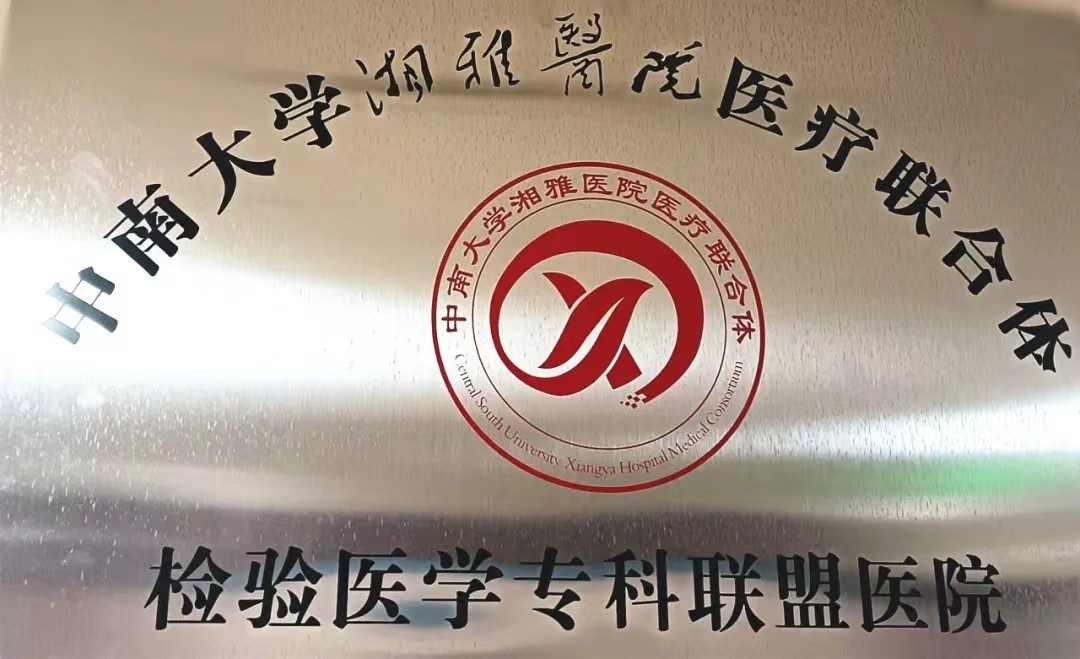 中南大学湘雅醫院医疗联合体
中南大学湘雅医院医疗联合体
Central South University Xiangya Hospital Medical Consortium
检验医学专科联盟医院